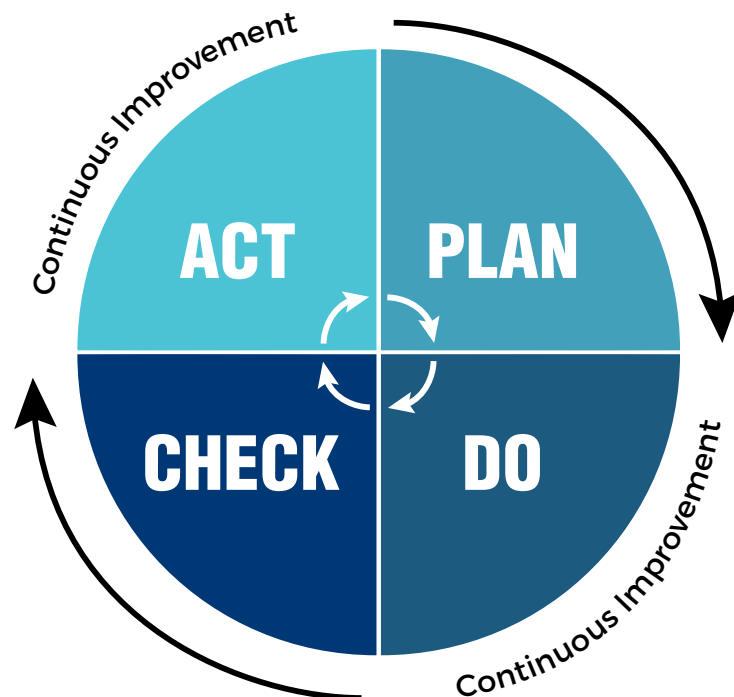 Continuous Improvement
ACT
PLAN
CHECK
DO
Continuous Improvement